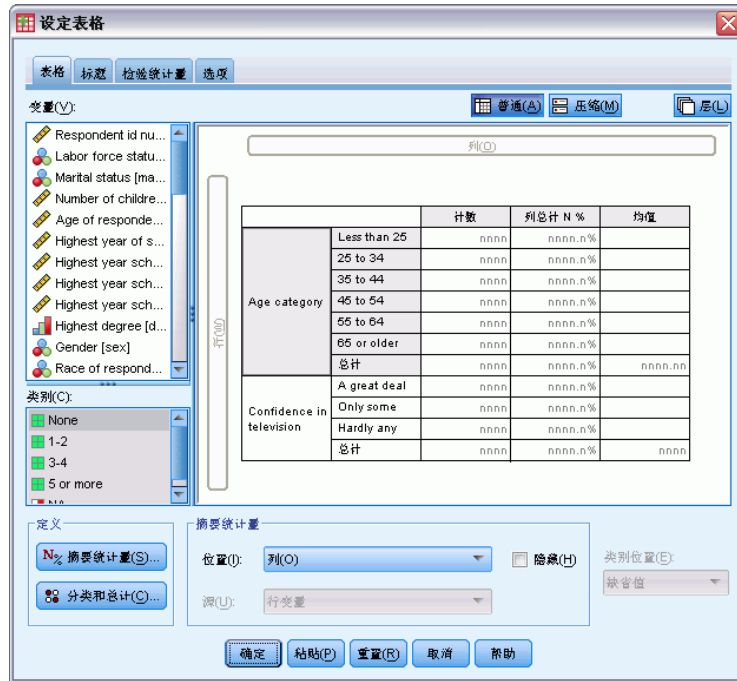 设定表格
表格 标题 检验统计量 选项
变量(V):
普通(A) 压缩(M) 层(L)
Respondent id nu...
Labor force statu...
Marital status [ma...
Number of childre...
Age of responde...
Highest year of s...
Highest year sch...
Highest year sch...
Highest year sch...
Highest degree [d...
Gender [sex]
Race of respond...
类别(C):
None
1-2
3-4
5 or more
列(O)
行(W)
计数 列总计 N % 均值
Age category
Less than 25 nnnn nnnn.n%
25 to 34 nnnn nnnn.n%
35 to 44 nnnn nnnn.n%
45 to 54 nnnn nnnn.n%
55 to 64 nnnn nnnn.n%
65 or older nnnn nnnn.n%
总计 nnnn nnnn.n% nnnn.nn
Confidence in
television
A great deal nnnn nnnn.n%
Only some nnnn nnnn.n%
Hardly any nnnn nnnn.n%
总计 nnnn nnnn.n% nnnn
定义
N% 摘要统计量(S)...
分类和总计(C)...
摘要统计量
位置(I): 列(O) 隐藏(H)
源(U): 行变量
类别位置(E):
缺省值
确定 粘贴(P) 重置(R) 取消 帮助